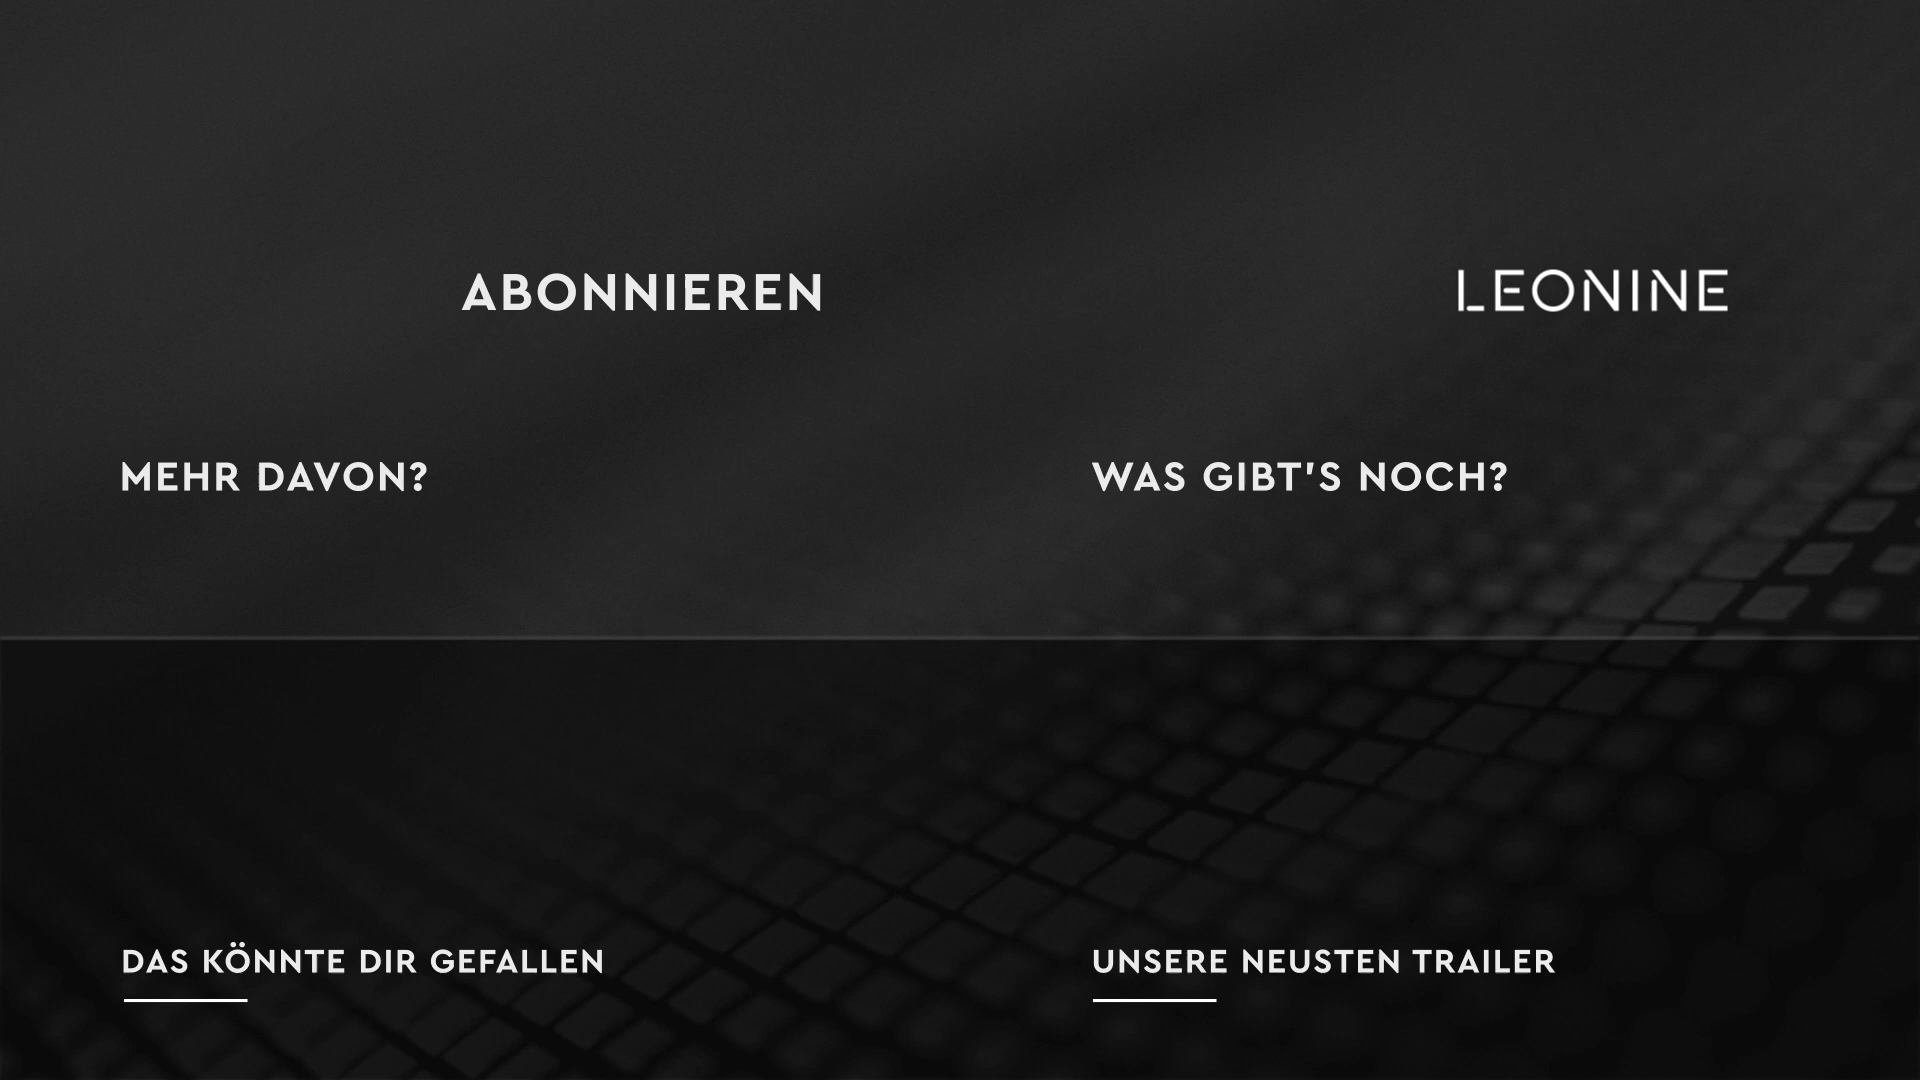 ABONNIEREN
LEONINE
MEHR DAVON?
WAS GIBT'S NOCH?
DAS KÖNNTE DIR GEFALLEN
UNSERE NEUSTEN TRAILER